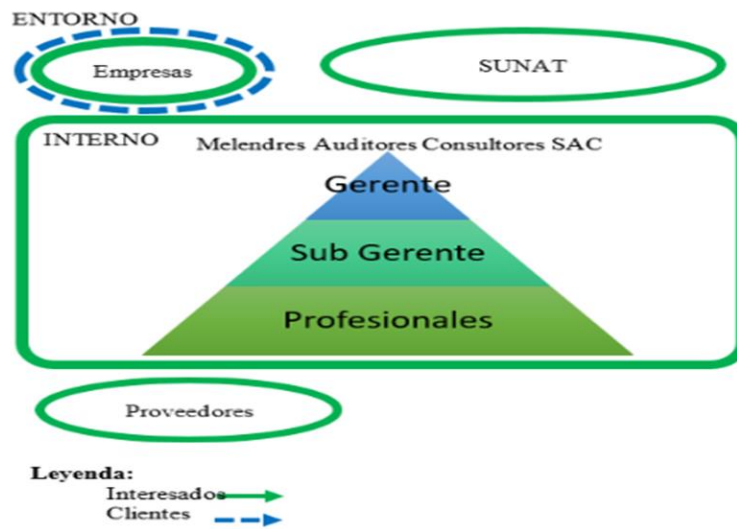 ENTORNO
Empresas
SUNAT
INTERNO
Melendres Auditores Consultores SAC
Gerente
Sub Gerente
Profesionales
Proveedores
Leyenda:
Interesados
Clientes